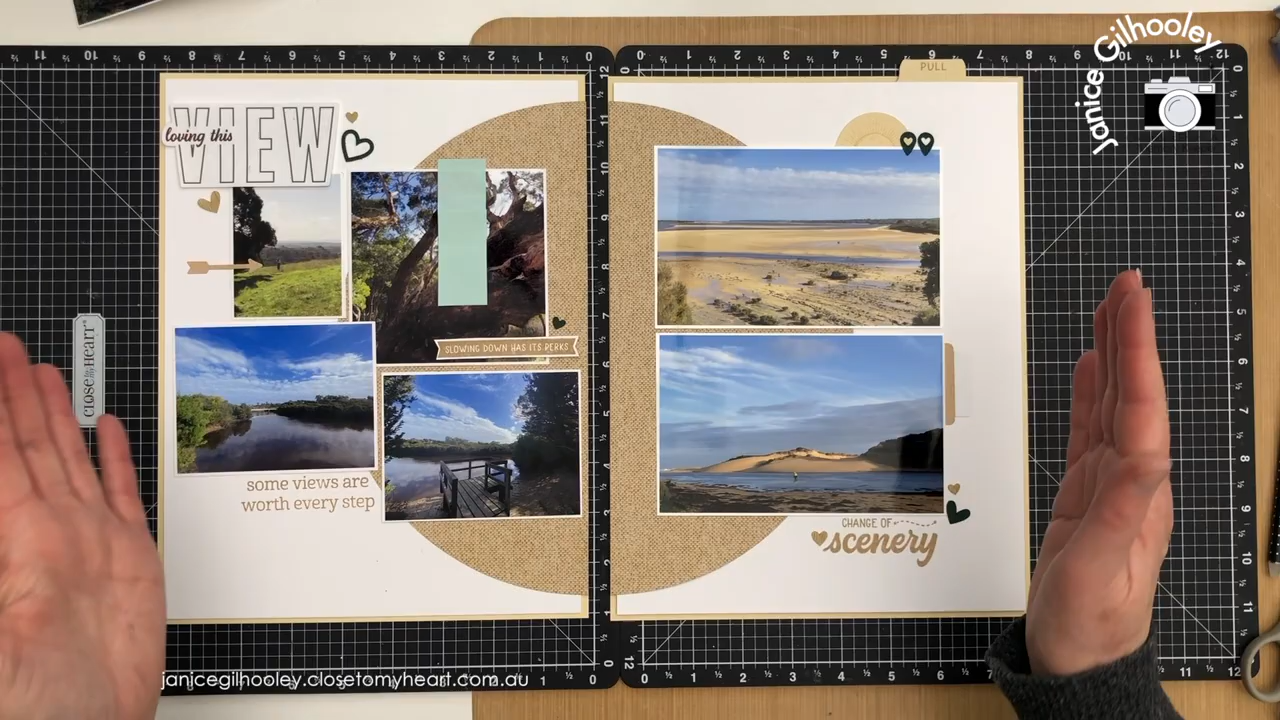 Janice Gilhooley
PULL
loving this
VIEW
SLOWING DOWN HAS ITS PERKS
CLOSE TO MY HEART®
some views are
worth every step
CHANGE OF
scenery
janicegilhooley.closetomyheart.com.au